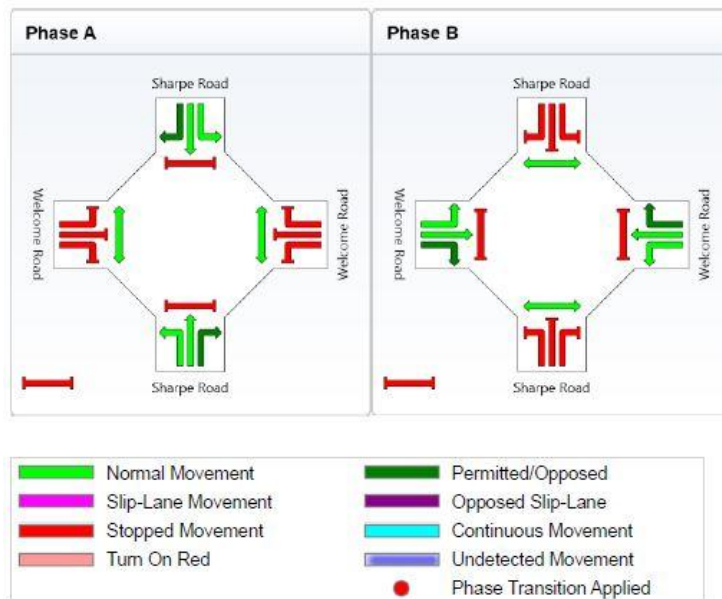 Phase A
Phase B
Sharpe Road
Welcome Road
Welcome Road
Sharpe Road
Sharpe Road
Welcome Road
Welcome Road
Sharpe Road
Normal Movement
Permitted/Opposed
Slip-Lane Movement
Opposed Slip-Lane
Stopped Movement
Continuous Movement
Turn On Red
Undetected Movement
Phase Transition Applied